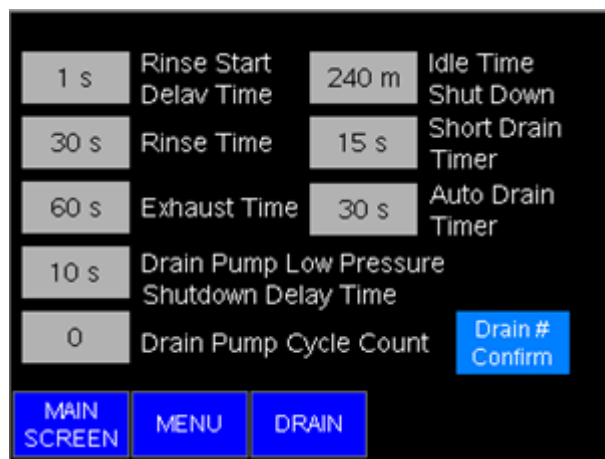 1 s Rinse Start Delay Time
240 m Idle Time Shut Down
30 s Rinse Time
15 s Short Drain Timer
60 s Exhaust Time
30 s Auto Drain Timer
10 s Drain Pump Low Pressure
Shutdown Delay Time
0 Drain Pump Cycle Count
Drain #
Confirm
MAIN
SCREEN
MENU
DRAIN